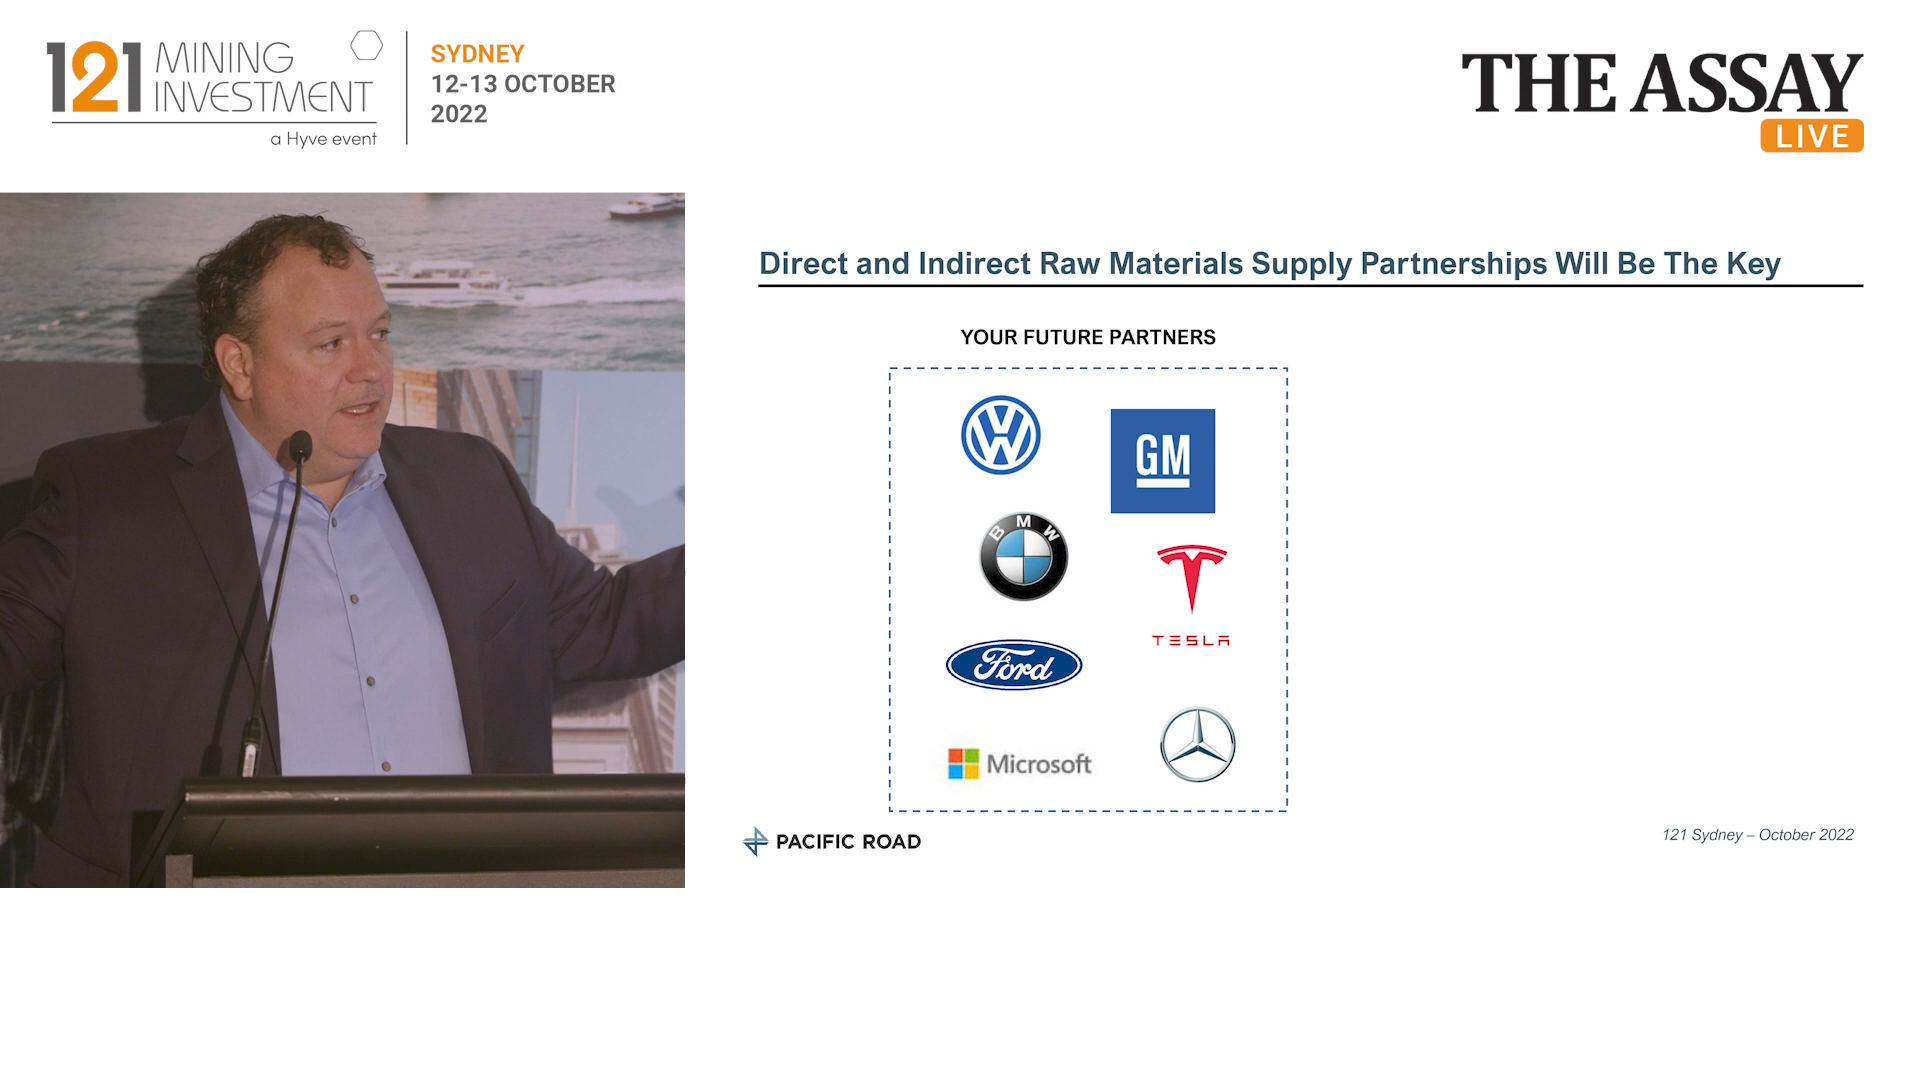 121 MINING
INVESTMENT
a Hyve event
SYDNEY
12-13 OCTOBER
2022
THE ASSAY
LIVE
Direct and Indirect Raw Materials Supply Partnerships Will Be The Key
YOUR FUTURE PARTNERS
VW
GM
BMW
TESLA
Ford
Microsoft
PACIFIC ROAD
121 Sydney – October 2022